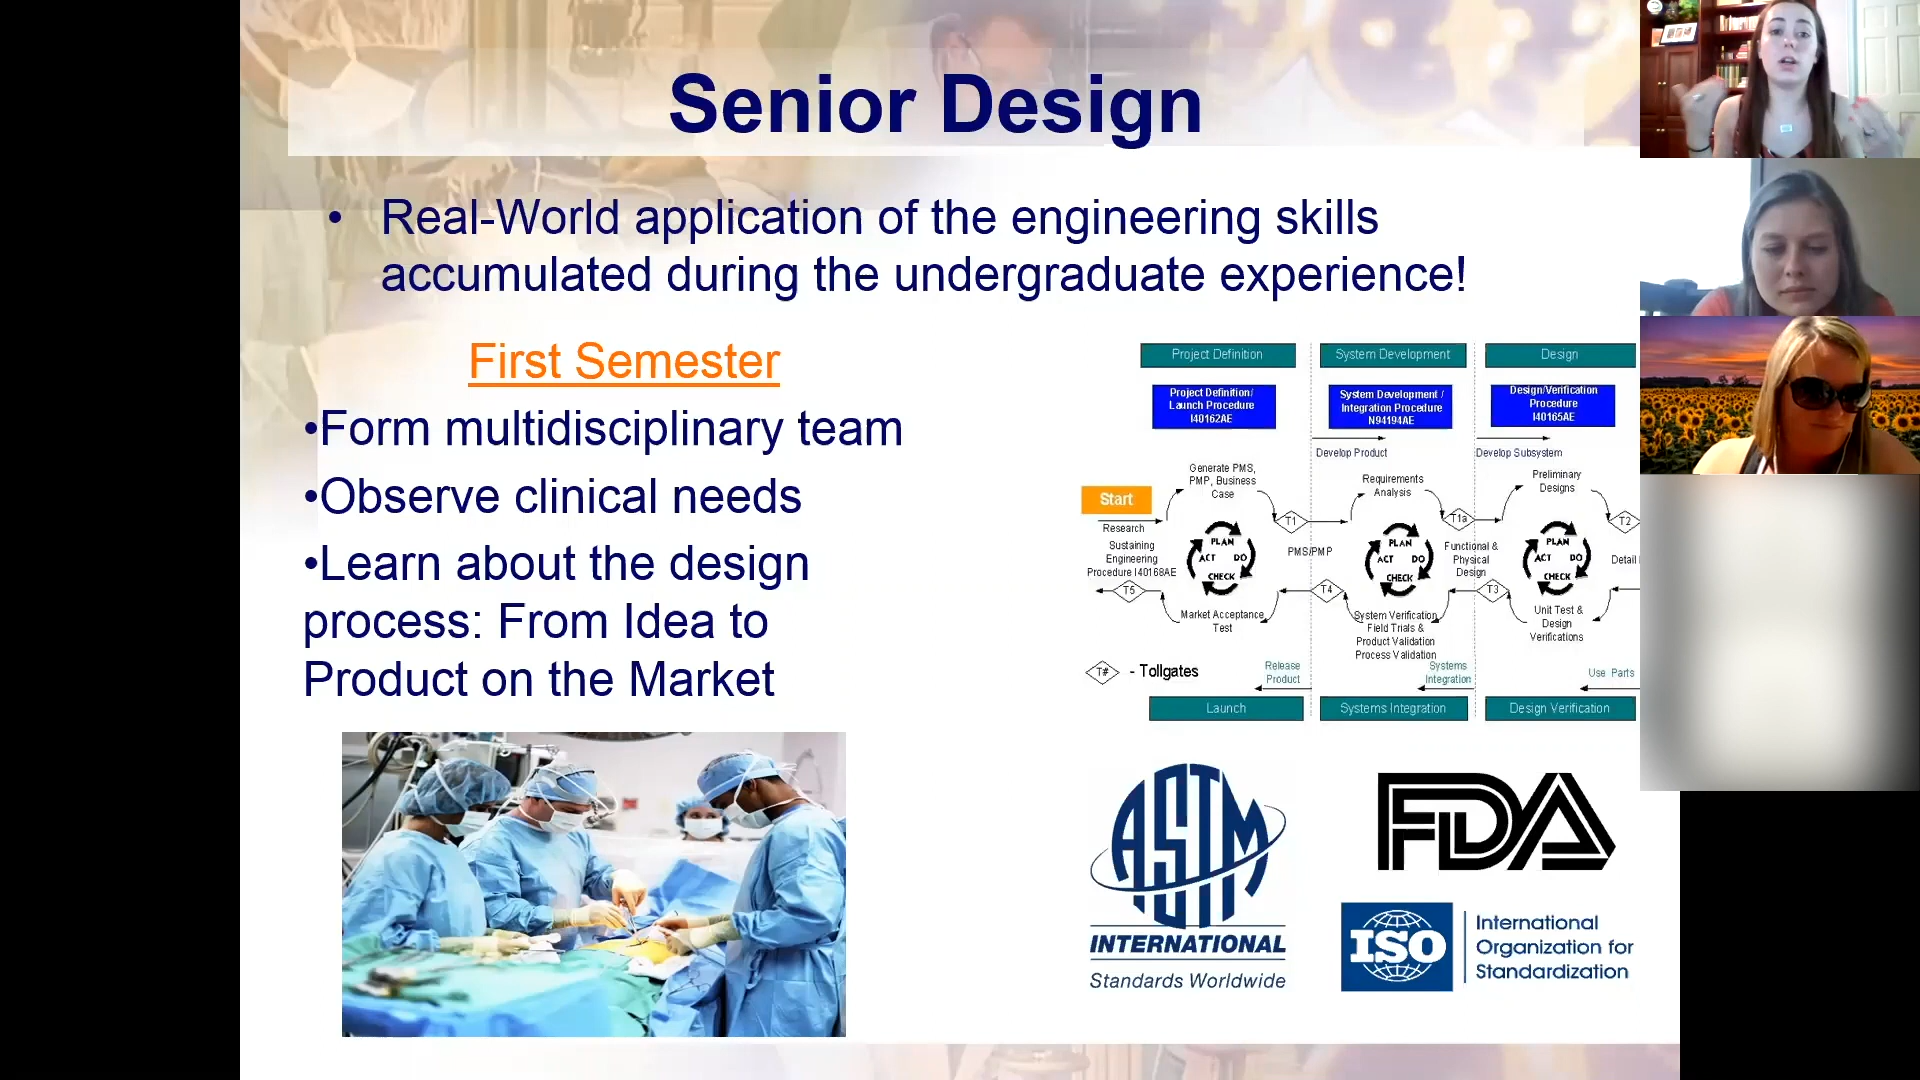 Senior Design
• Real-World application of the engineering skills
accumulated during the undergraduate experience!
First Semester
•Form multidisciplinary team
•Observe clinical needs
•Learn about the design
process: From Idea to
Product on the Market
Project Definition
System Development
Design
Project Definition/
Launch Procedure
I40162AE
System Development /
Integration Procedure
N94194AE
Design/Verification
Procedure
I40165AE
Develop Product
Develop Subsystem
Generate PMS,
PMP, Business
Case
Requirements
Analysis
Preliminary
Designs
Start
T1
T1a
T2
Research
Sustaining
Engineering
Procedure I40168AE
PLAN
ACT DO
CHECK
PMS/PMP
PLAN
ACT DO
CHECK
Functional &
Physical
Design
PLAN
ACT DO
CHECK
Detail
T5
T4
T3
Market Acceptance
Test
System Verification,
Field Trials &
Product Validation
Process Validation
Unit Test &
Design
Verifications
T# - Tollgates
Release
Product
Systems
Integration
Use Parts
Launch
Systems Integration
Design Verification
ASTM
INTERNATIONAL
Standards Worldwide
FDA
ISO
International
Organization for
Standardization